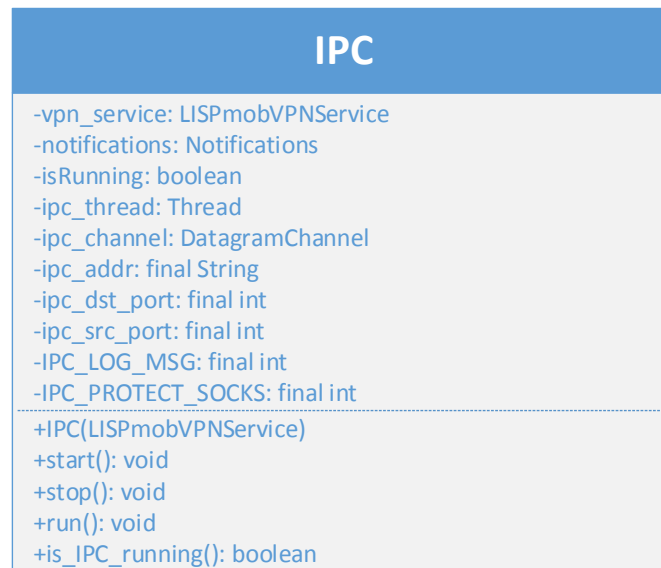 IPC
-vpn_service: LISPmobVPNService
-notifications: Notifications
-isRunning: boolean
-ipc_thread: Thread
-ipc_channel: DatagramChannel
-ipc_addr: final String
-ipc_dst_port: final int
-ipc_src_port: final int
-IPC_LOG_MSG: final int
-IPC_PROTECT_SOCKS: final int
+IPC(LISPmobVPNService)
+start(): void
+stop(): void
+run(): void
+is_IPC_running(): boolean